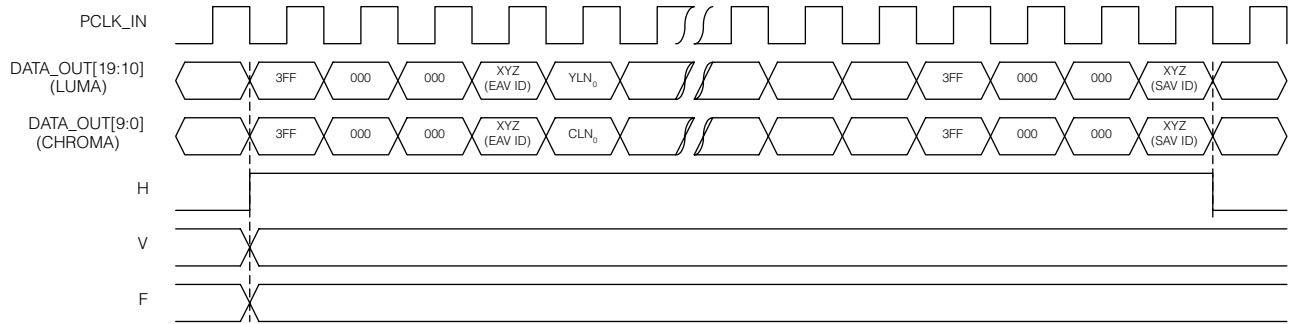 PCLK_IN
DATA_OUT[19:10]
(LUMA)
3FF 000 000 XYZ (EAV ID) YLN0 3FF 000 000 XYZ (SAV ID)
DATA_OUT[9:0]
(CHROMA)
3FF 000 000 XYZ (EAV ID) CLN0 3FF 000 000 XYZ (SAV ID)
H
V
F